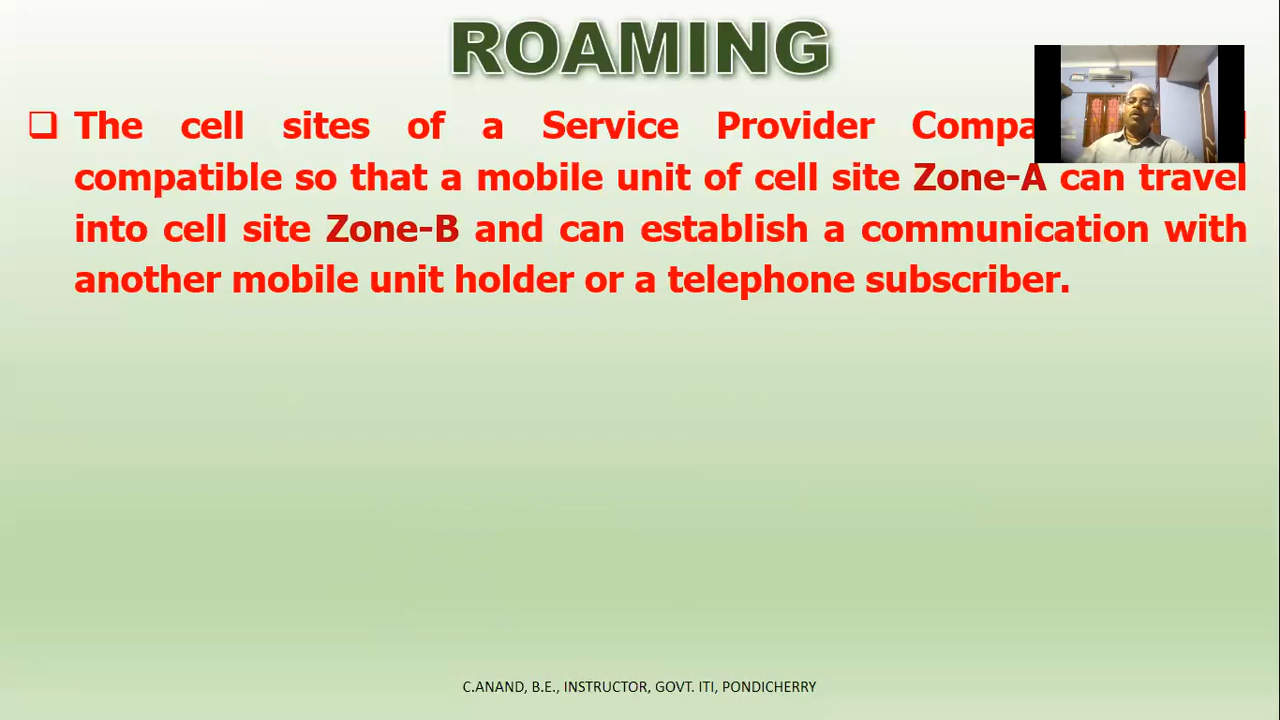 ROAMING
The cell sites of a Service Provider
compatible so that a mobile unit of cell site Zone-A can travel
into cell site Zone-B and can establish a communication with
another mobile unit holder or a telephone subscriber.
C.ANAND, B.E., INSTRUCTOR, GOVT. ITI, PONDICHERRY